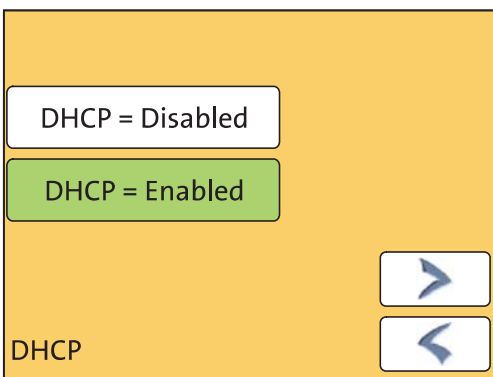 DHCP = Disabled
DHCP = Enabled
DHCP